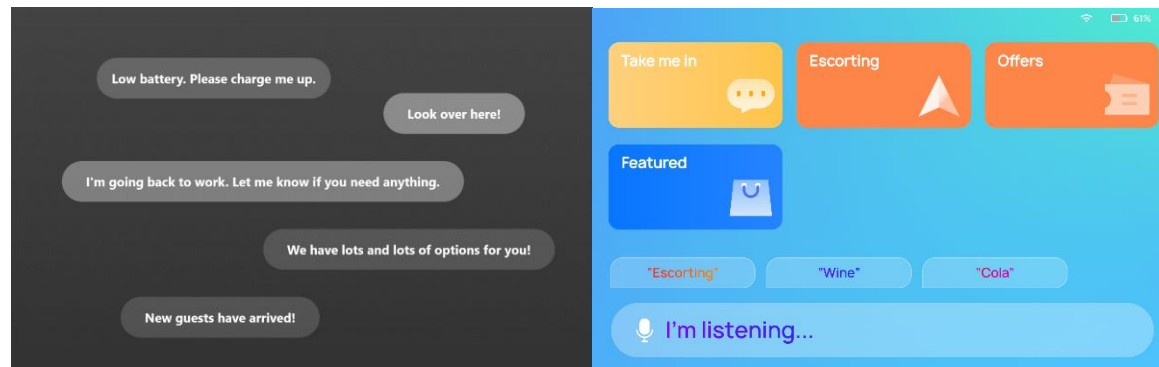 Low battery. Please charge me up.
Look over here!
I'm going back to work. Let me know if you need anything.
We have lots and lots of options for you!
New guests have arrived!
61%
Take me in
Escorting
Offers
Featured
"Escorting"
"Wine"
"Cola"
I'm listening...